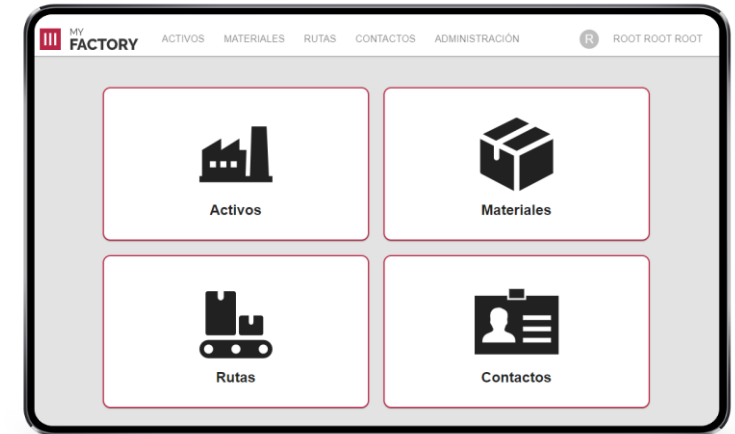 MY
FACTORY
ACTIVOS MATERIALES RUTAS CONTACTOS ADMINISTRACIÓN R ROOT ROOT ROOT
Activos Materiales
Rutas Contactos